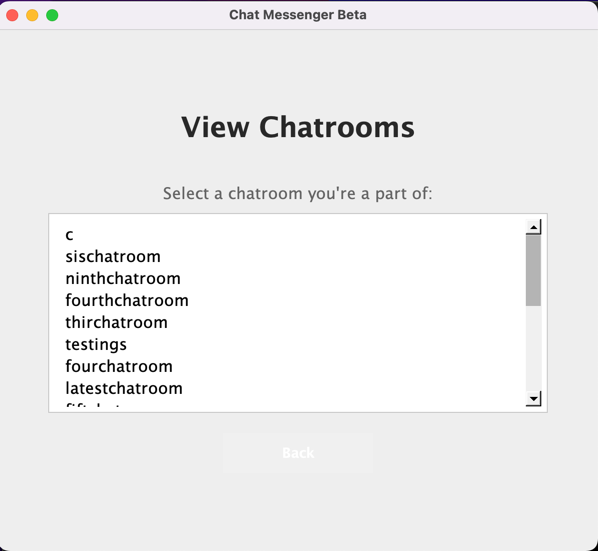 Chat Messenger Beta
View Chatrooms
Select a chatroom you're a part of:
c
sischatroom
ninthchatroom
fourthchatroom
thirchatroom
testings
fourchatroom
latestchatroom
Back